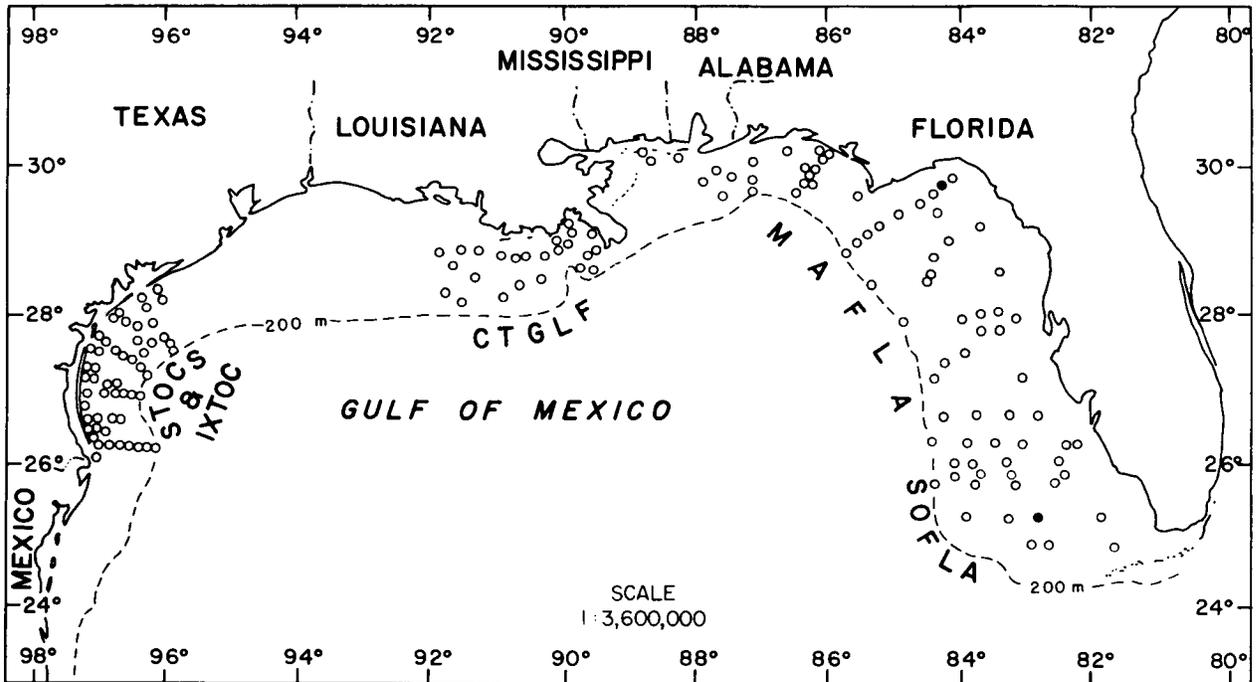 98° 96° 94° 92° 90° 88° 86° 84° 82° 80°
MISSISSIPPI ALABAMA
TEXAS LOUISIANA FLORIDA
30° 30°
MAFLA
28° 28°
200 m
CTGLF
STOCS
&
IXTOC
GULF OF MEXICO
26° 26°
SOFLA
MEXICO
200 m
SCALE
1:3,600,000
24° 24°
98° 96° 94° 92° 90° 88° 86° 84° 82° 80°